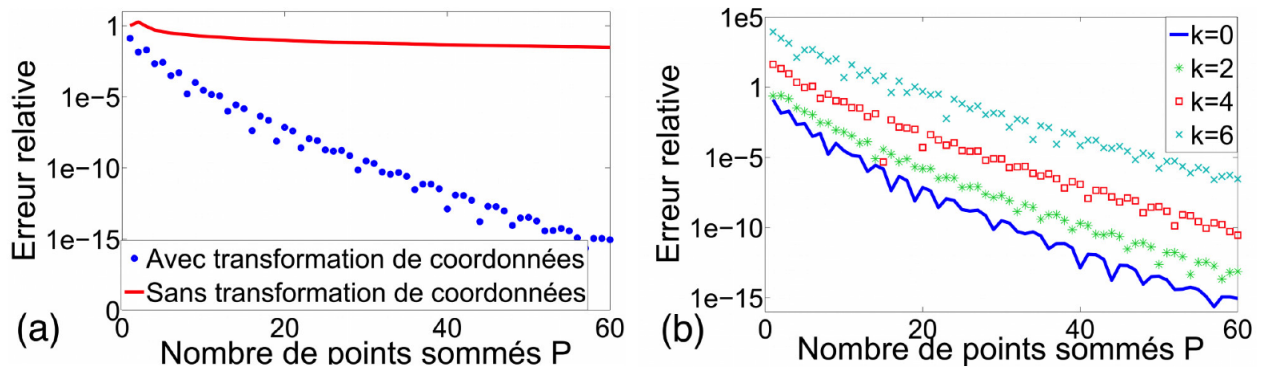 1
1e−5
1e−10
1e−15
0
Erreur relative
Avec transformation de coordonnées
Sans transformation de coordonnées
0
20
40
60
Nombre de points sommés P
(a)
1e5
1
1e−5
1e−10
1e−15
Erreur relative
k=0
k=2
k=4
k=6
0
20
40
60
Nombre de points sommés P
(b)